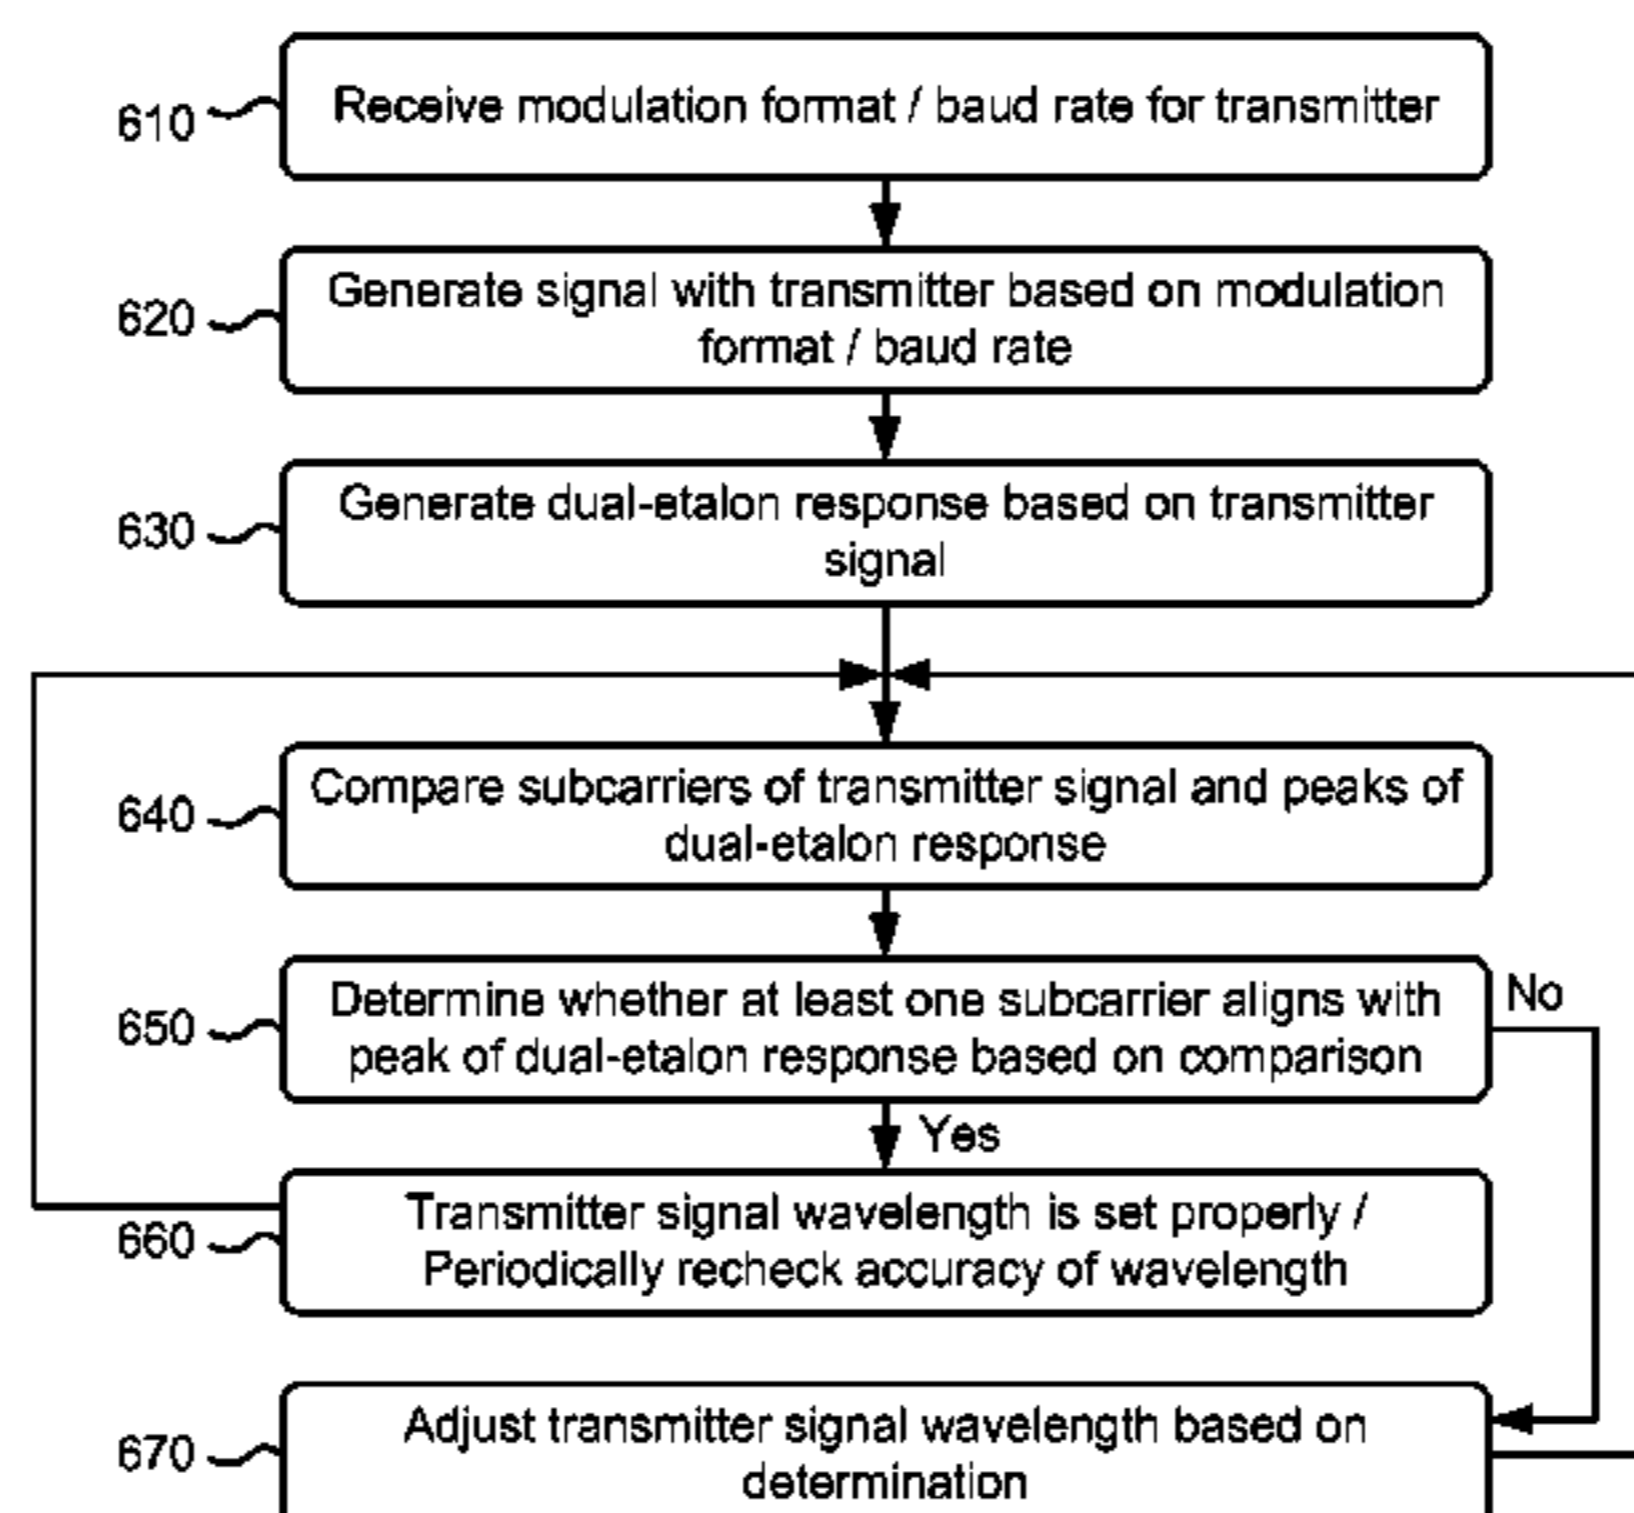 610
Receive modulation format / baud rate for transmitter
620
Generate signal with transmitter based on modulation
format / baud rate
630
Generate dual-etalon response based on transmitter
signal
640
Compare subcarriers of transmitter signal and peaks of
dual-etalon response
650
Determine whether at least one subcarrier aligns with
peak of dual-etalon response based on comparison
No
Yes
660
Transmitter signal wavelength is set properly /
Periodically recheck accuracy of wavelength
670
Adjust transmitter signal wavelength based on
determination